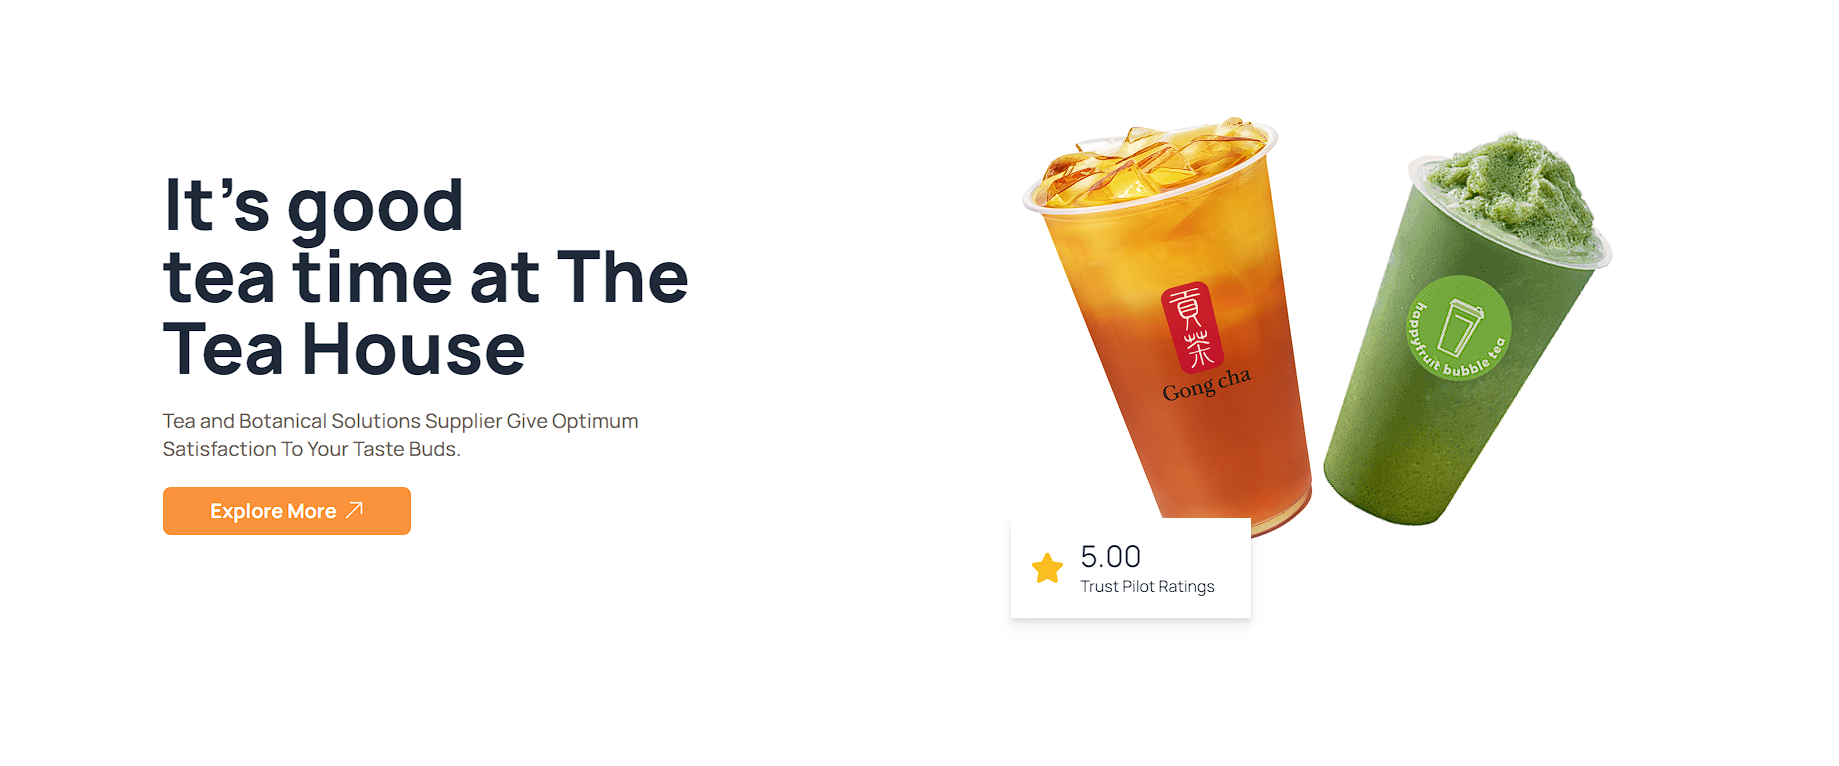 It’s good
tea time at The
Tea House
Tea and Botanical Solutions Supplier Give Optimum
Satisfaction To Your Taste Buds.
Explore More
貢茶
Gong cha
happyfruit bubble tea
5.00
Trust Pilot Ratings